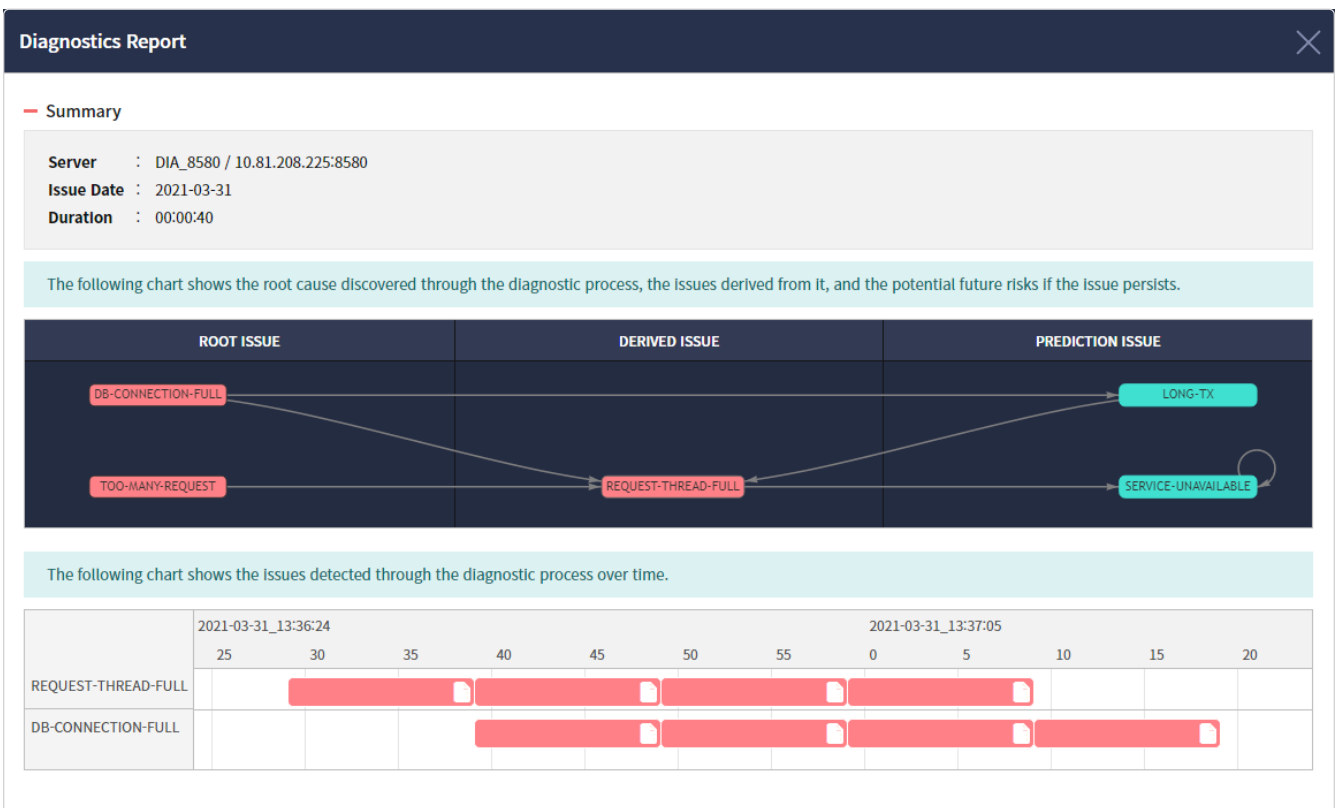 Diagnostics Report
Summary
Server : DIA_8580 / 10.81.208.225:8580
Issue Date : 2021-03-31
Duration : 00:00:40
The following chart shows the root cause discovered through the diagnostic process, the issues derived from it, and the potential future risks if the issue persists.
ROOT ISSUE DERIVED ISSUE PREDICTION ISSUE
DB-CONNECTION-FULL LONG-TX
TOO-MANY-REQUEST REQUEST-THREAD-FULL SERVICE-UNAVAILABLE
The following chart shows the issues detected through the diagnostic process over time.
2021-03-31_13:36:24 2021-03-31_13:37:05
25 30 35 40 45 50 55 0 5 10 15 20
REQUEST-THREAD-FULL
DB-CONNECTION-FULL